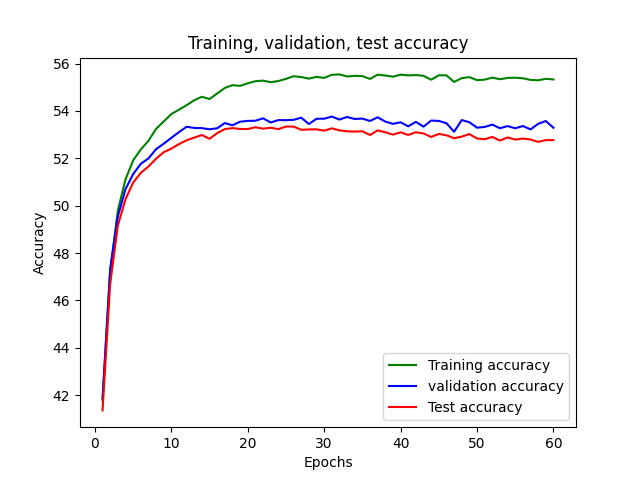 Training, validation, test accuracy
56
54
52
50
48
46
44
42
Accuracy
0 10 20 30 40 50 60
Epochs
Training accuracy
validation accuracy
Test accuracy